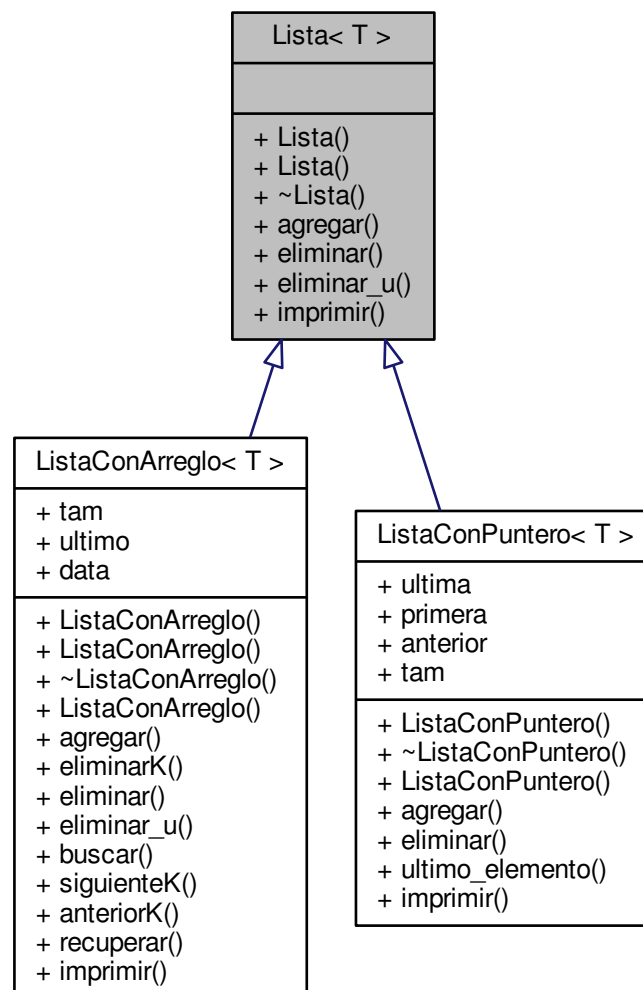 Lista< T >
+ Lista()
+ Lista()
+ ~Lista()
+ agregar()
+ eliminar()
+ eliminar_u()
+ imprimir()
ListaConArreglo< T >
+ tam
+ ultimo
+ data
+ ListaConArreglo()
+ ListaConArreglo()
+ ~ListaConArreglo()
+ ListaConArreglo()
+ agregar()
+ eliminarK()
+ eliminar()
+ eliminar_u()
+ buscar()
+ siguienteK()
+ anteriorK()
+ recuperar()
+ imprimir()
ListaConPuntero< T >
+ ultima
+ primera
+ anterior
+ tam
+ ListaConPuntero()
+ ~ListaConPuntero()
+ ListaConPuntero()
+ agregar()
+ eliminar()
+ ultimo_elemento()
+ imprimir()